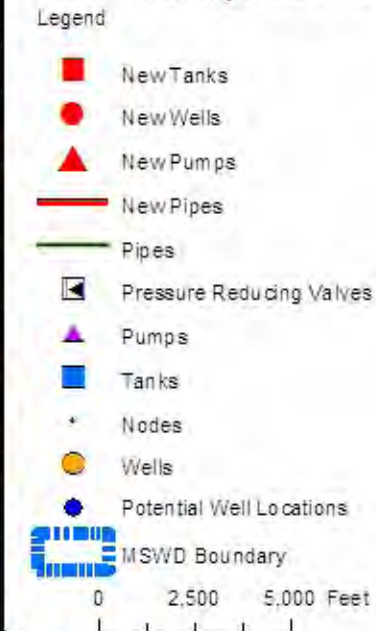 Legend
New Tanks
New Wells
New Pumps
New Pipes
Pipes
Pressure Reducing Valves
Pumps
Tanks
Nodes
Wells
Potential Well Locations
MSWD Boundary
0 2,500 5,000 Feet